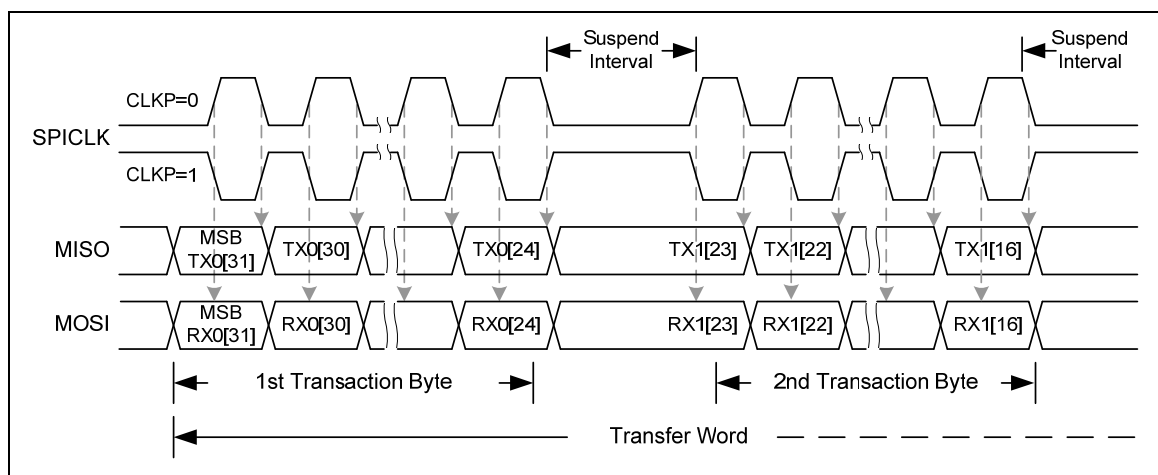 Suspend Interval
Suspend Interval
CLKP=0
SPICLK
CLKP=1
MISO
MSB TX0[31]
TX0[30]
TX0[24]
TX1[23]
TX1[22]
TX1[16]
MOSI
MSB RX0[31]
RX0[30]
RX0[24]
RX1[23]
RX1[22]
RX1[16]
1st Transaction Byte
2nd Transaction Byte
Transfer Word